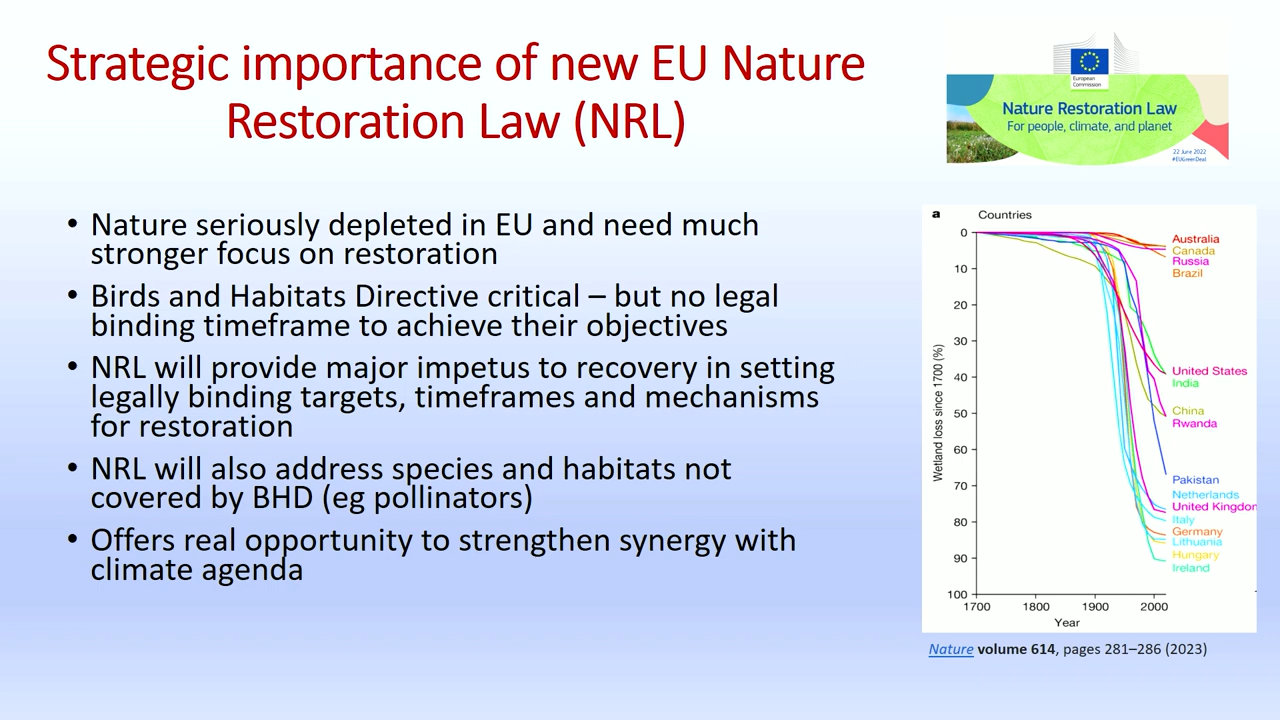 Strategic importance of new EU Nature
Restoration Law (NRL)
European
Commission
Nature Restoration Law
For people, climate, and planet
22 June 2022
#EUGreenDeal
• Nature seriously depleted in EU and need much
stronger focus on restoration
• Birds and Habitats Directive critical – but no legal
binding timeframe to achieve their objectives
• NRL will provide major impetus to recovery in setting
legally binding targets, timeframes and mechanisms
for restoration
• NRL will also address species and habitats not
covered by BHD (eg pollinators)
• Offers real opportunity to strengthen synergy with
climate agenda
a Countries
Wetland loss since 1700 (%)
0
10
20
30
40
50
60
70
80
90
100
Australia
Canada
Russia
Brazil
United States
India
China
Rwanda
Pakistan
Netherlands
United Kingdom
Italy
Germany
Lithuania
Hungary
Ireland
1700 1800 1900 2000
Year
Nature volume 614, pages 281–286 (2023)